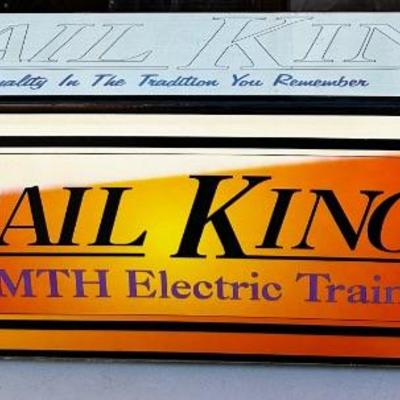 AIL KIN
uality In The Tradition You Remember
AIL KING
MTH Electric Train